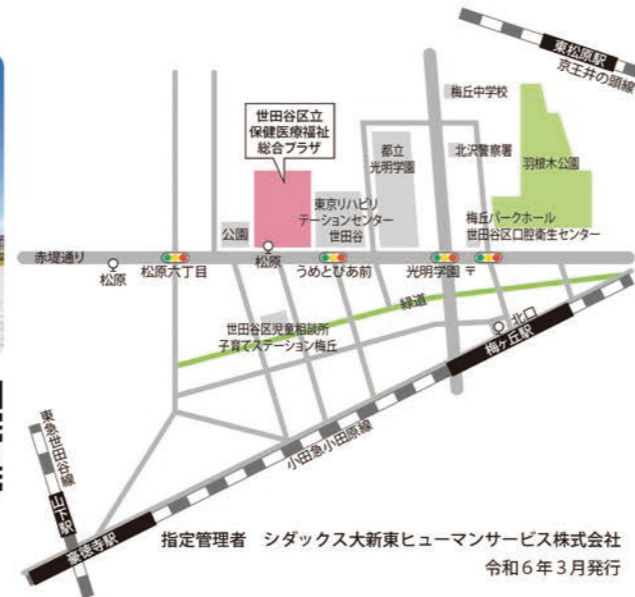 東松原駅
京王井の頭線
梅丘中学校
世田谷区立
保健医療福祉
総合プラザ
都立
光明学園
北沢警察署
羽根木公園
東京リハビリ
テーションセンター
世田谷
公園
梅丘パークホール
世田谷区口腔衛生センター
赤堤通り
松原
松原
松原六丁目
うめとぴあ前
光明学園
〒
緑道
北口
世田谷区児童相談所
子育てステーション梅丘
梅ヶ丘駅
小田急小田原線
東急世田谷線
山下駅
豪徳寺駅
指定管理者 シダックス大新東ヒューマンサービス株式会社
令和6年3月発行